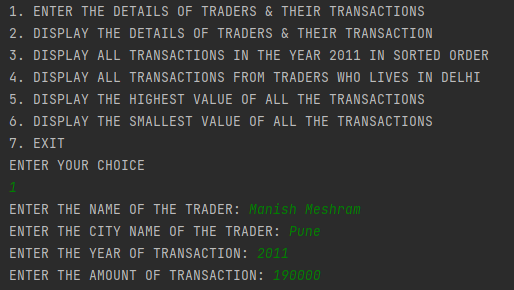 1. ENTER THE DETAILS OF TRADERS & THEIR TRANSACTIONS
2. DISPLAY THE DETAILS OF TRADERS & THEIR TRANSACTION
3. DISPLAY ALL TRANSACTIONS IN THE YEAR 2011 IN SORTED ORDER
4. DISPLAY ALL TRANSACTIONS FROM TRADERS WHO LIVES IN DELHI
5. DISPLAY THE HIGHEST VALUE OF ALL THE TRANSACTIONS
6. DISPLAY THE SMALLEST VALUE OF ALL THE TRANSACTIONS
7. EXIT
ENTER YOUR CHOICE
1
ENTER THE NAME OF THE TRADER: Manish Meshram
ENTER THE CITY NAME OF THE TRADER: Pune
ENTER THE YEAR OF TRANSACTION: 2011
ENTER THE AMOUNT OF TRANSACTION: 190000